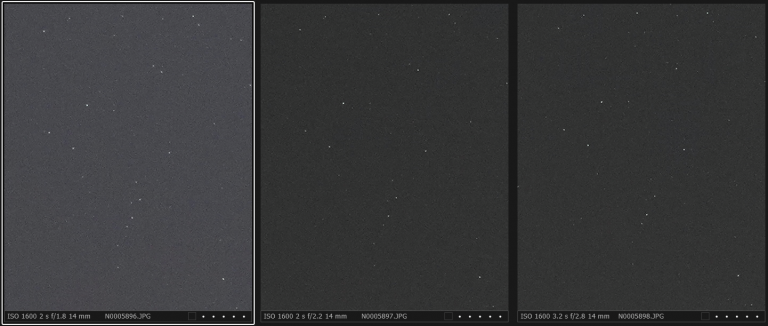 ISO 1600 2 s f/1.8 14 mm N0005896.JPG
ISO 1600 2 s f/2.2 14 mm N0005897.JPG
ISO 1600 3.2 s f/2.8 14 mm N0005898.JPG